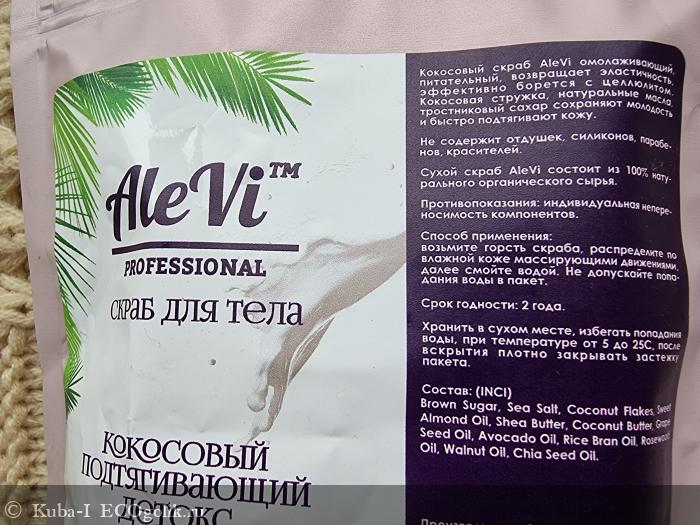 AleVi™
PROFESSIONAL
СКРАБ ДЛЯ ТЕЛА
КОКОСОВЫЙ
ПОДТЯГИВАЮЩИЙ
ДЕТОКС
Кокосовый скраб AleVi омолаживающий,
питательный, возвращает эластичность,
эффективно борется с целлюлитом.
Кокосовая стружка, натуральные масла,
тростниковый сахар сохраняют молодость
и быстро подтягивают кожу.
Не содержит отдушек, силиконов, парабе-
нов, красителей.
Сухой скраб AleVi состоит из 100% нату-
рального органического сырья.
Противопоказания: индивидуальная непере-
носимость компонентов.
Способ применения:
возьмите горсть скраба, распределите по
влажной коже массирующими движениями,
далее смойте водой. Не допускайте попа-
дания воды в пакет.
Срок годности: 2 года.
Хранить в сухом месте, избегать попадания
воды, при температуре от 5 до 25С, после
вскрытия плотно закрывать застежку
пакета.
Состав: (INCI)
Brown Sugar, Sea Salt, Coconut Flakes, Sweet
Almond Oil, Shea Butter, Coconut Butter, Grape
Seed Oil, Avocado Oil, Rice Bran Oil, Rosewood
Oil, Walnut Oil, Chia Seed Oil.
© Kuba-I ECOgolik.ru